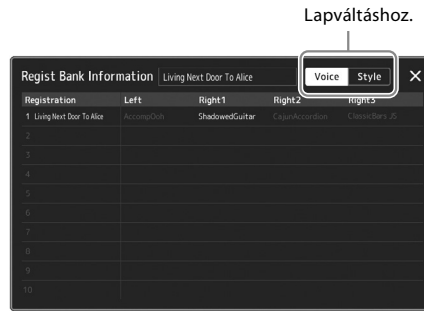 Lapváltáshoz.
Regist Bank Information Living Next Door To Alice Voice Style ×
Registration Left Right1 Right2 Right3
1 Living Next Door To Alice AccompOoh ShadowedGuitar CajunAccordion ClassicBars JS
2
3
4
5
6
7
8
9
10